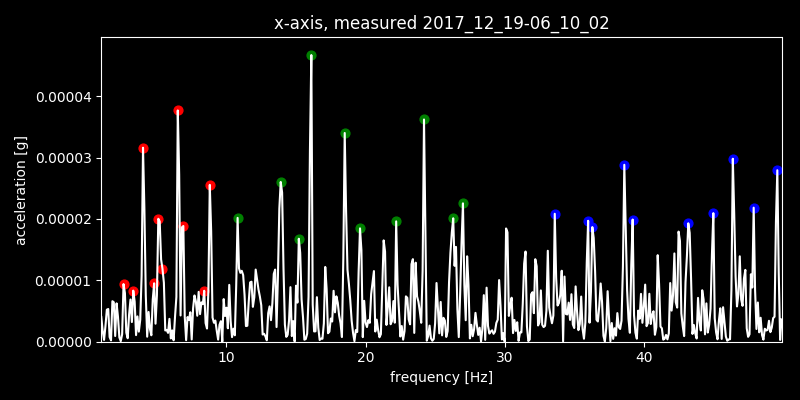 x-axis, measured 2017_12_19-06_10_02
acceleration [g]
0.00004
0.00003
0.00002
0.00001
0.00000
10 20 30 40
frequency [Hz]